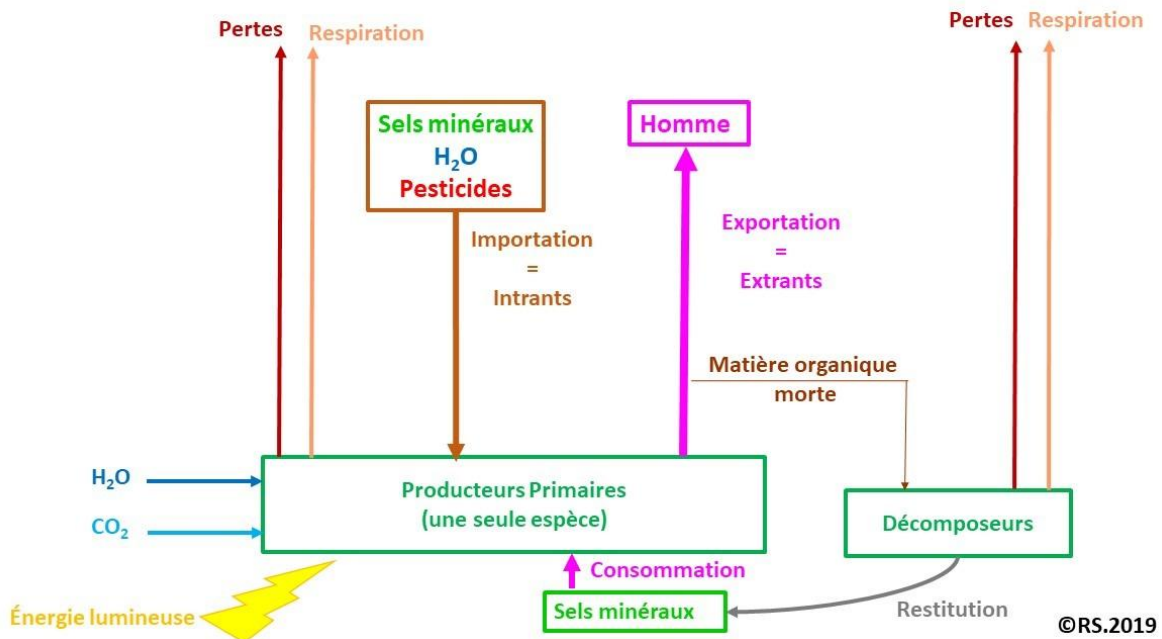 Pertes
Respiration
Pertes
Respiration
Sels minéraux
H₂O
Pesticides
Homme
Importation
=
Intrants
Exportation
=
Extrants
Matière organique
morte
H₂O
CO₂
Producteurs Primaires
(une seule espèce)
Décomposeurs
Consommation
Énergie lumineuse
Sels minéraux
Restitution
©RS.2019